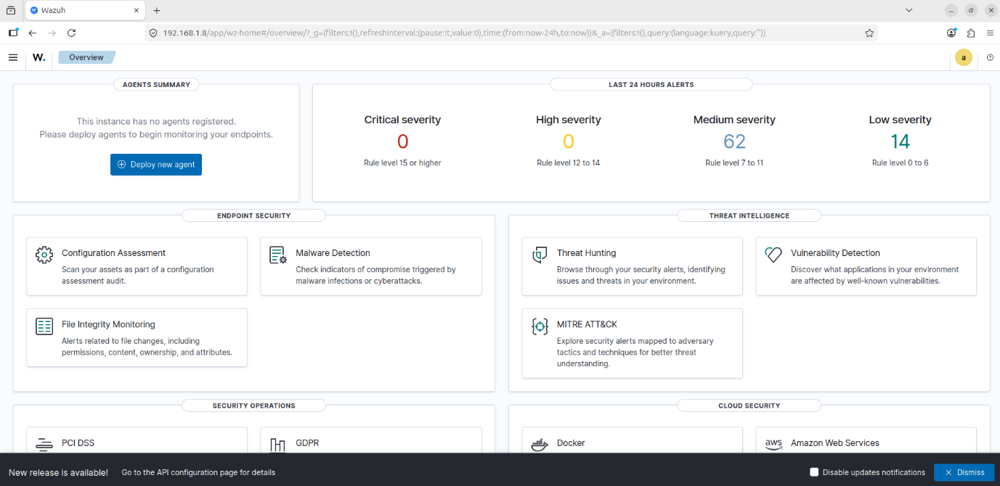 Wazuh
192.168.1.8/app/wz-home#/overview/?_g=(filters:!(),refreshInterval:(pause:!t,value:0),time:(from:now-24h,to:now))&_a=(filters:!(),query:(language:kuery,query:''))
W. Overview a
AGENTS SUMMARY
This instance has no agents registered.
Please deploy agents to begin monitoring your endpoints.
Deploy new agent
LAST 24 HOURS ALERTS
Critical severity
0
Rule level 15 or higher
High severity
0
Rule level 12 to 14
Medium severity
62
Rule level 7 to 11
Low severity
14
Rule level 0 to 6
ENDPOINT SECURITY
Configuration Assessment
Scan your assets as part of a configuration
assessment audit.
Malware Detection
Check indicators of compromise triggered by
malware infections or cyberattacks.
File Integrity Monitoring
Alerts related to file changes, including
permissions, content, ownership, and attributes.
THREAT INTELLIGENCE
Threat Hunting
Browse through your security alerts, identifying
issues and threats in your environment.
Vulnerability Detection
Discover what applications in your environment
are affected by well-known vulnerabilities.
MITRE ATT&CK
Explore security alerts mapped to adversary
tactics and techniques for better threat
understanding.
SECURITY OPERATIONS
PCI DSS
GDPR
CLOUD SECURITY
Docker
aws Amazon Web Services
New release is available! Go to the API configuration page for details
Disable updates notifications
Dismiss